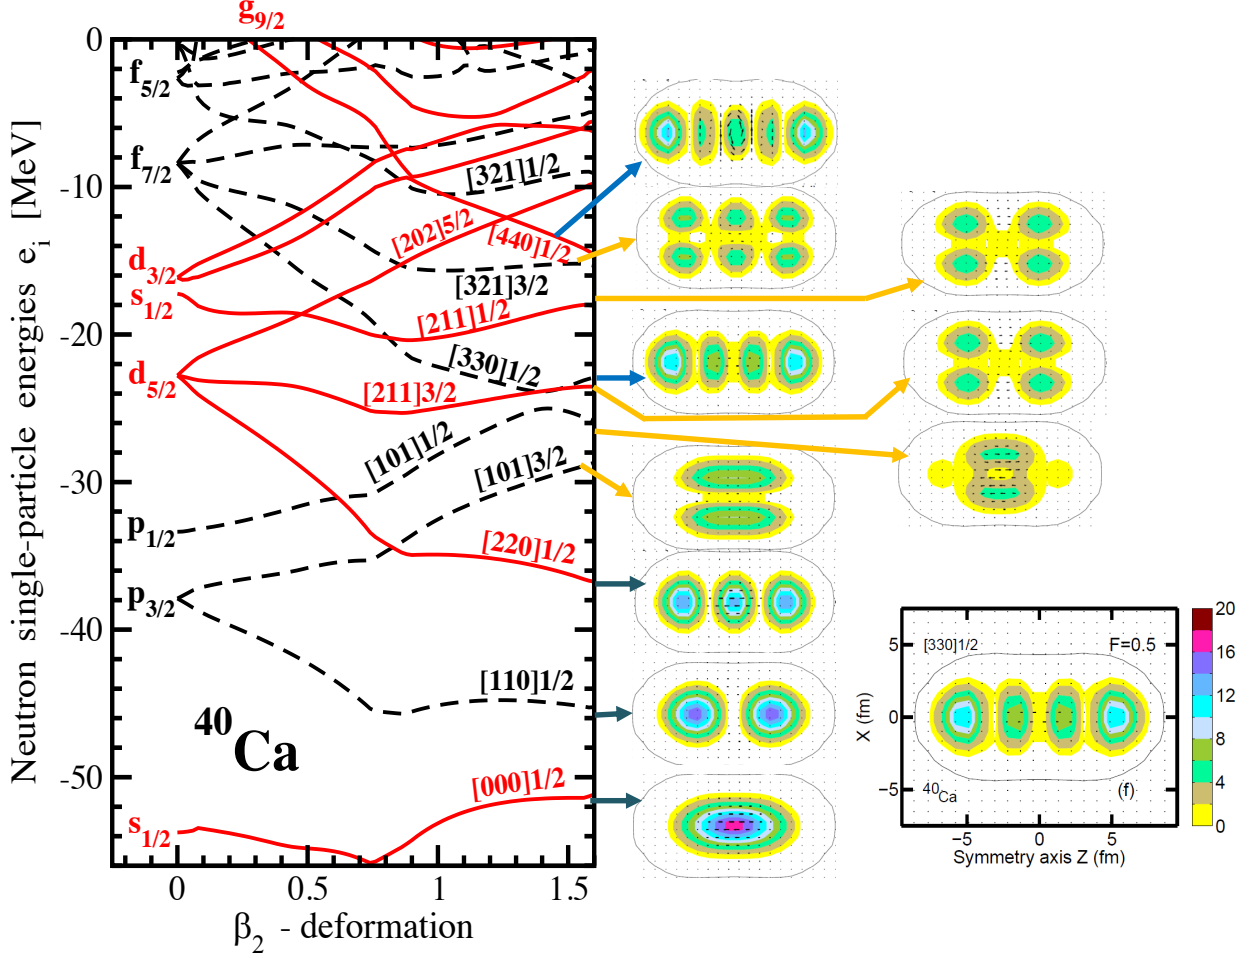 g9/2
0
-10
-20
-30
-40
-50
Neutron single-particle energies e i [MeV]
f5/2
f7/2
d3/2
s1/2
d5/2
p1/2
p3/2
s1/2
[321]1/2
[202]5/2
[440]1/2
[321]3/2
[211]1/2
[330]1/2
[211]3/2
[101]1/2
[101]3/2
[220]1/2
[110]1/2
[000]1/2
40Ca
0
0.5
1
1.5
β2 - deformation
[330]1/2
F=0.5
40Ca
(f)
X (fm)
5
0
−5
−5
0
5
Symmetry axis Z (fm)
20
16
12
8
4
0